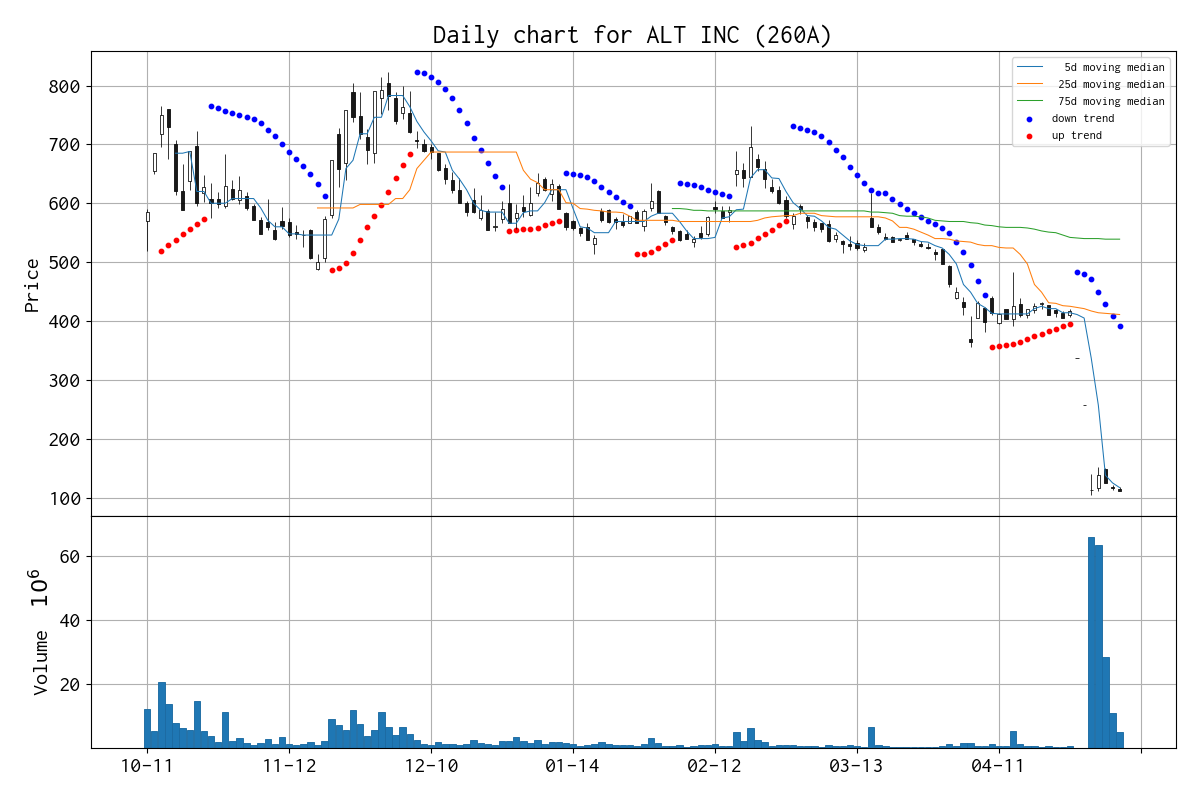 Daily chart for ALT INC (260A)
5d moving median
25d moving median
75d moving median
down trend
up trend
Price
800
700
600
500
400
300
200
100
Volume 10^6
60
40
20
10-11
11-12
12-10
01-14
02-12
03-13
04-11